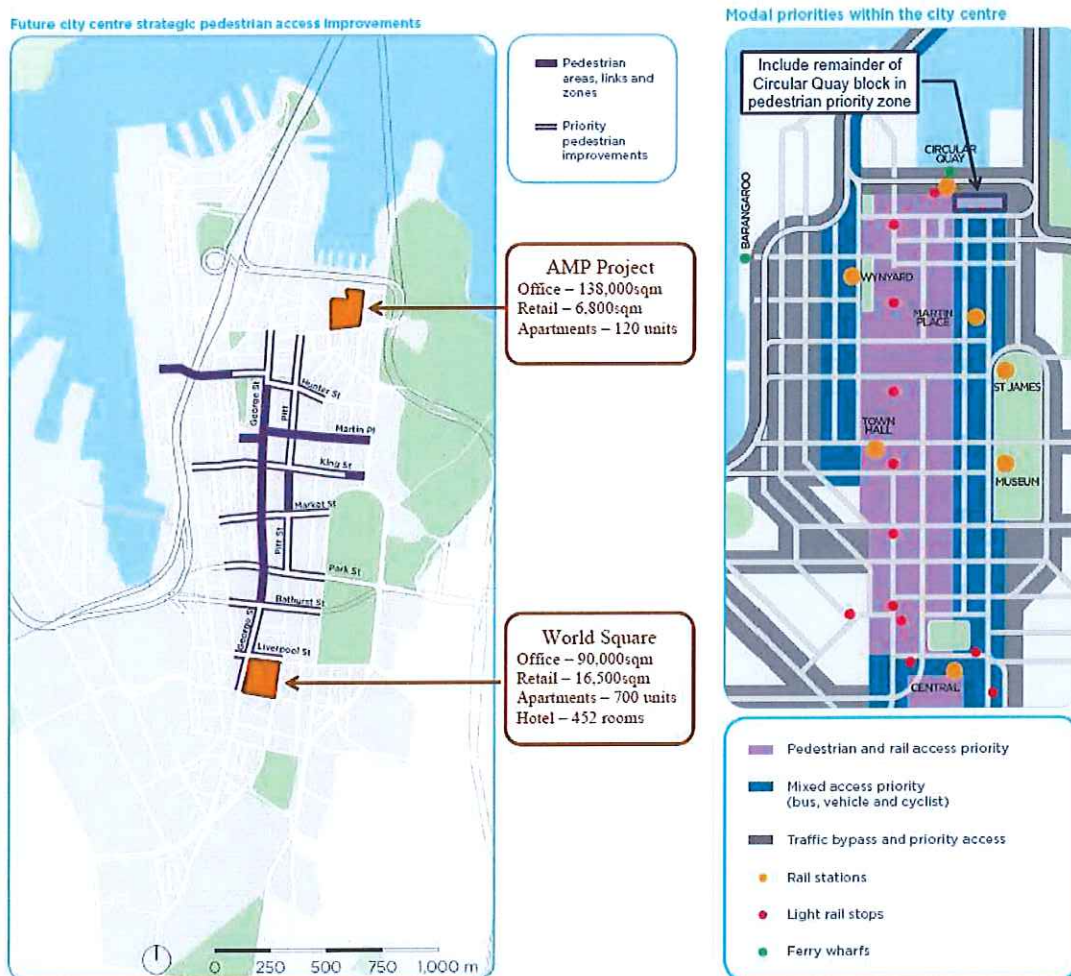 Future city centre strategic pedestrian access improvements
Pedestrian
areas, links and
zones
Priority
pedestrian
improvements
AMP Project
Office – 138,000sqm
Retail – 6,800sqm
Apartments – 120 units
Hunter St
George St
Pitt
Martin Pl
King St
Market St
Pitt St
Park St
Bathurst St
George St
Liverpool St
World Square
Office – 90,000sqm
Retail – 16,500sqm
Apartments – 700 units
Hotel – 452 rooms
0 250 500 750 1,000 m
Modal priorities within the city centre
Include remainder of
Circular Quay block in
pedestrian priority zone
CIRCULAR
QUAY
BARANGAROO
WYNYARD
MARTIN
PLACE
ST JAMES
TOWN
HALL
MUSEUM
CENTRAL
Pedestrian and rail access priority
Mixed access priority
(bus, vehicle and cyclist)
Traffic bypass and priority access
Rail stations
Light rail stops
Ferry wharfs